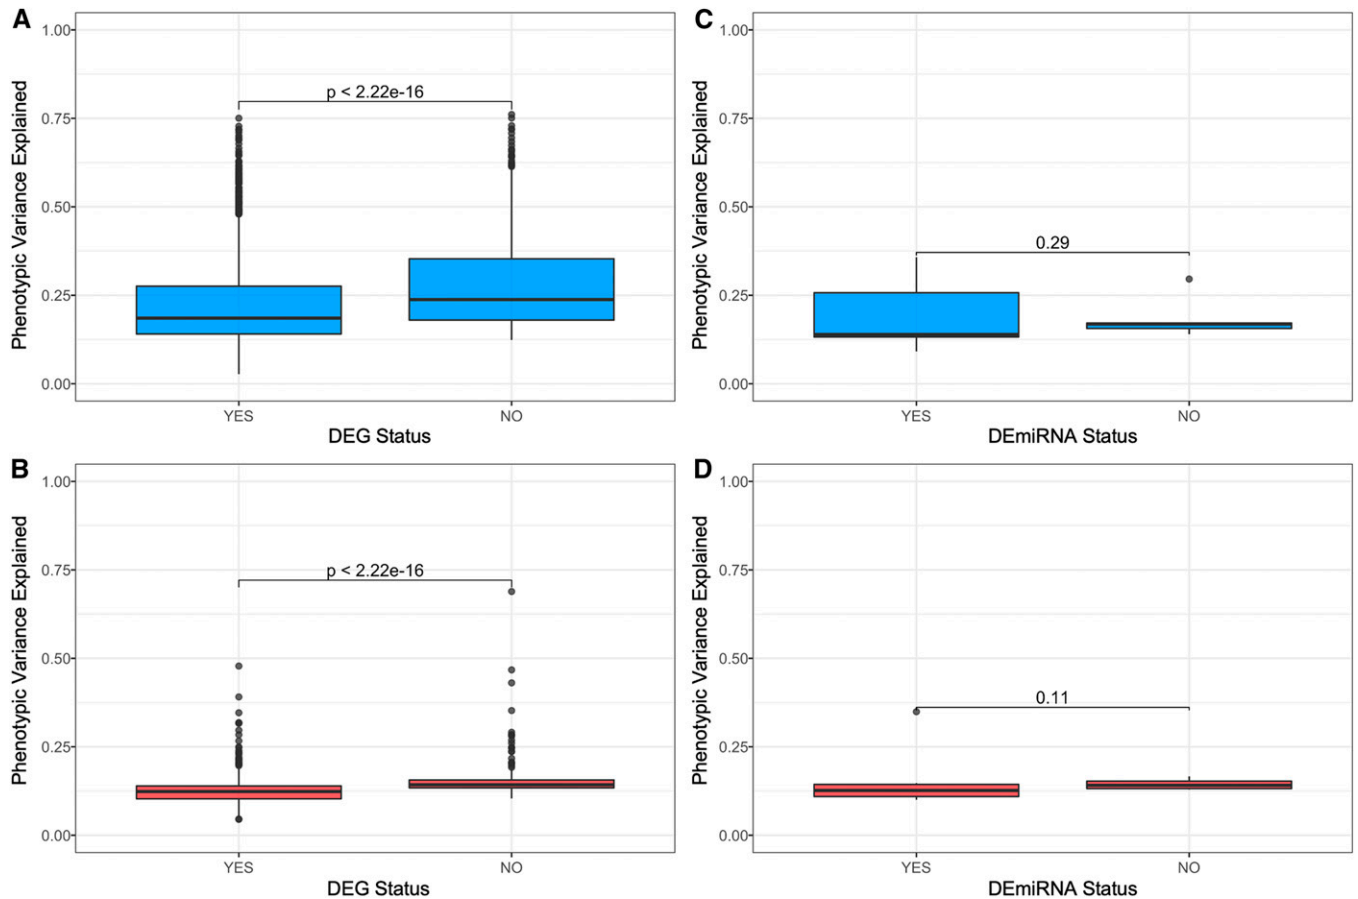 A
Phenotypic Variance Explained
1.00
0.75
0.50
0.25
0.00
p < 2.22e-16
YES
NO
DEG Status
C
Phenotypic Variance Explained
1.00
0.75
0.50
0.25
0.00
0.29
YES
NO
DEmiRNA Status
B
Phenotypic Variance Explained
1.00
0.75
0.50
0.25
0.00
p < 2.22e-16
YES
NO
DEG Status
D
Phenotypic Variance Explained
1.00
0.75
0.50
0.25
0.00
0.11
YES
NO
DEmiRNA Status